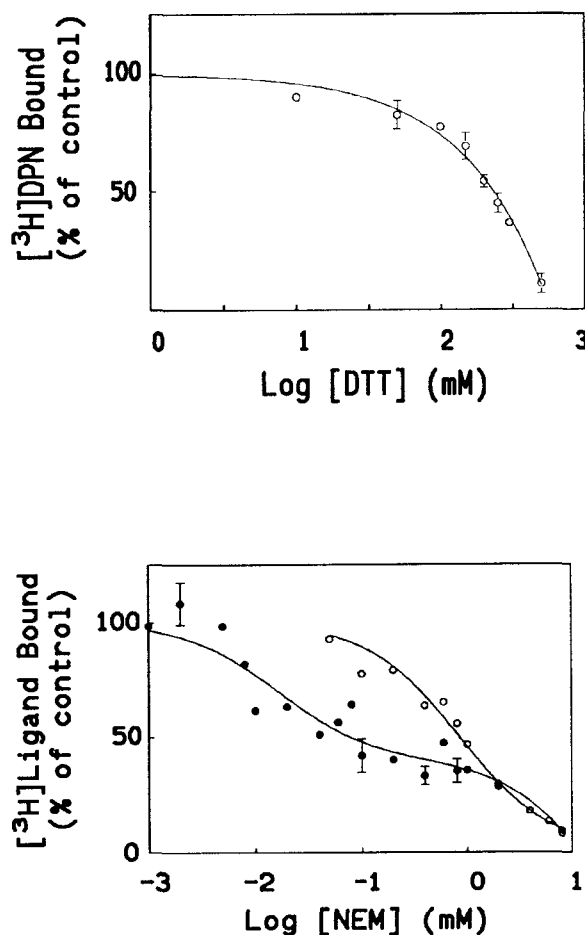 [³H]DPN Bound
(% of control)
100
50
0 1 2 3
Log [DTT] (mM)
[³H]Ligand Bound
(% of control)
100
50
0
-3 -2 -1 0 1
Log [NEM] (mM)